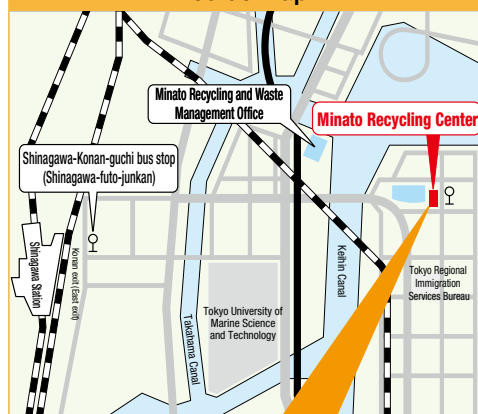 Minato Recycling and Waste
Management Office
Minato Recycling Center
Shinagawa-Konan-guchi bus stop
(Shinagawa-futo-junkan)
Shinagawa Station
Konan exit (East exit)
Takahama Canal
Tokyo University of
Marine Science
and Technology
Keihin Canal
Tokyo Regional
Immigration
Services Bureau